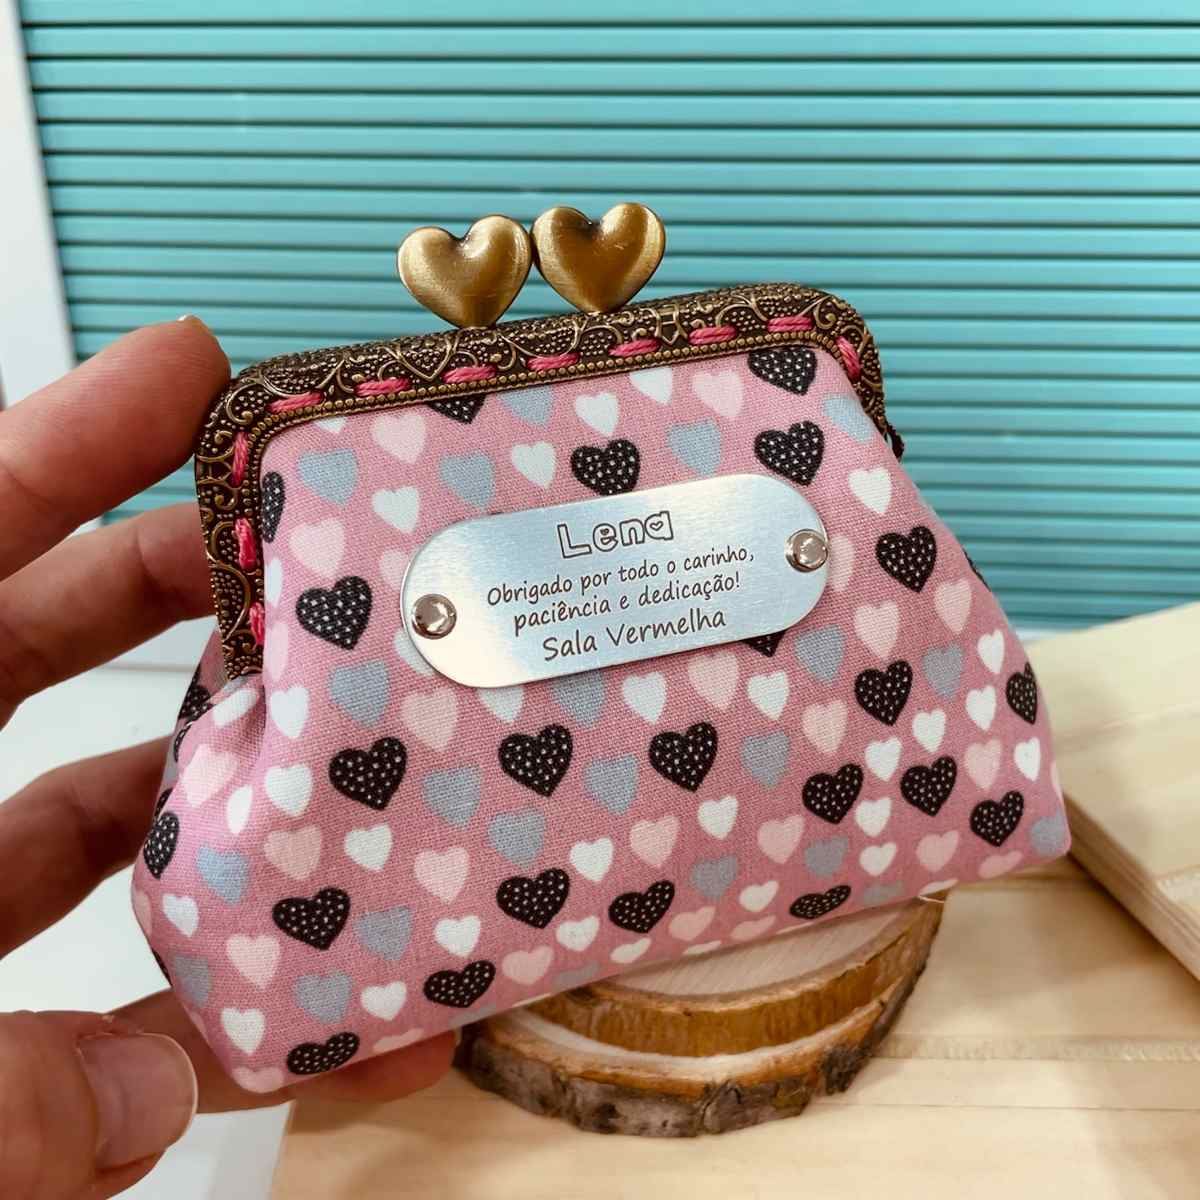 Lena
Obrigado por todo o carinho,
paciência e dedicação!
Sala Vermelha